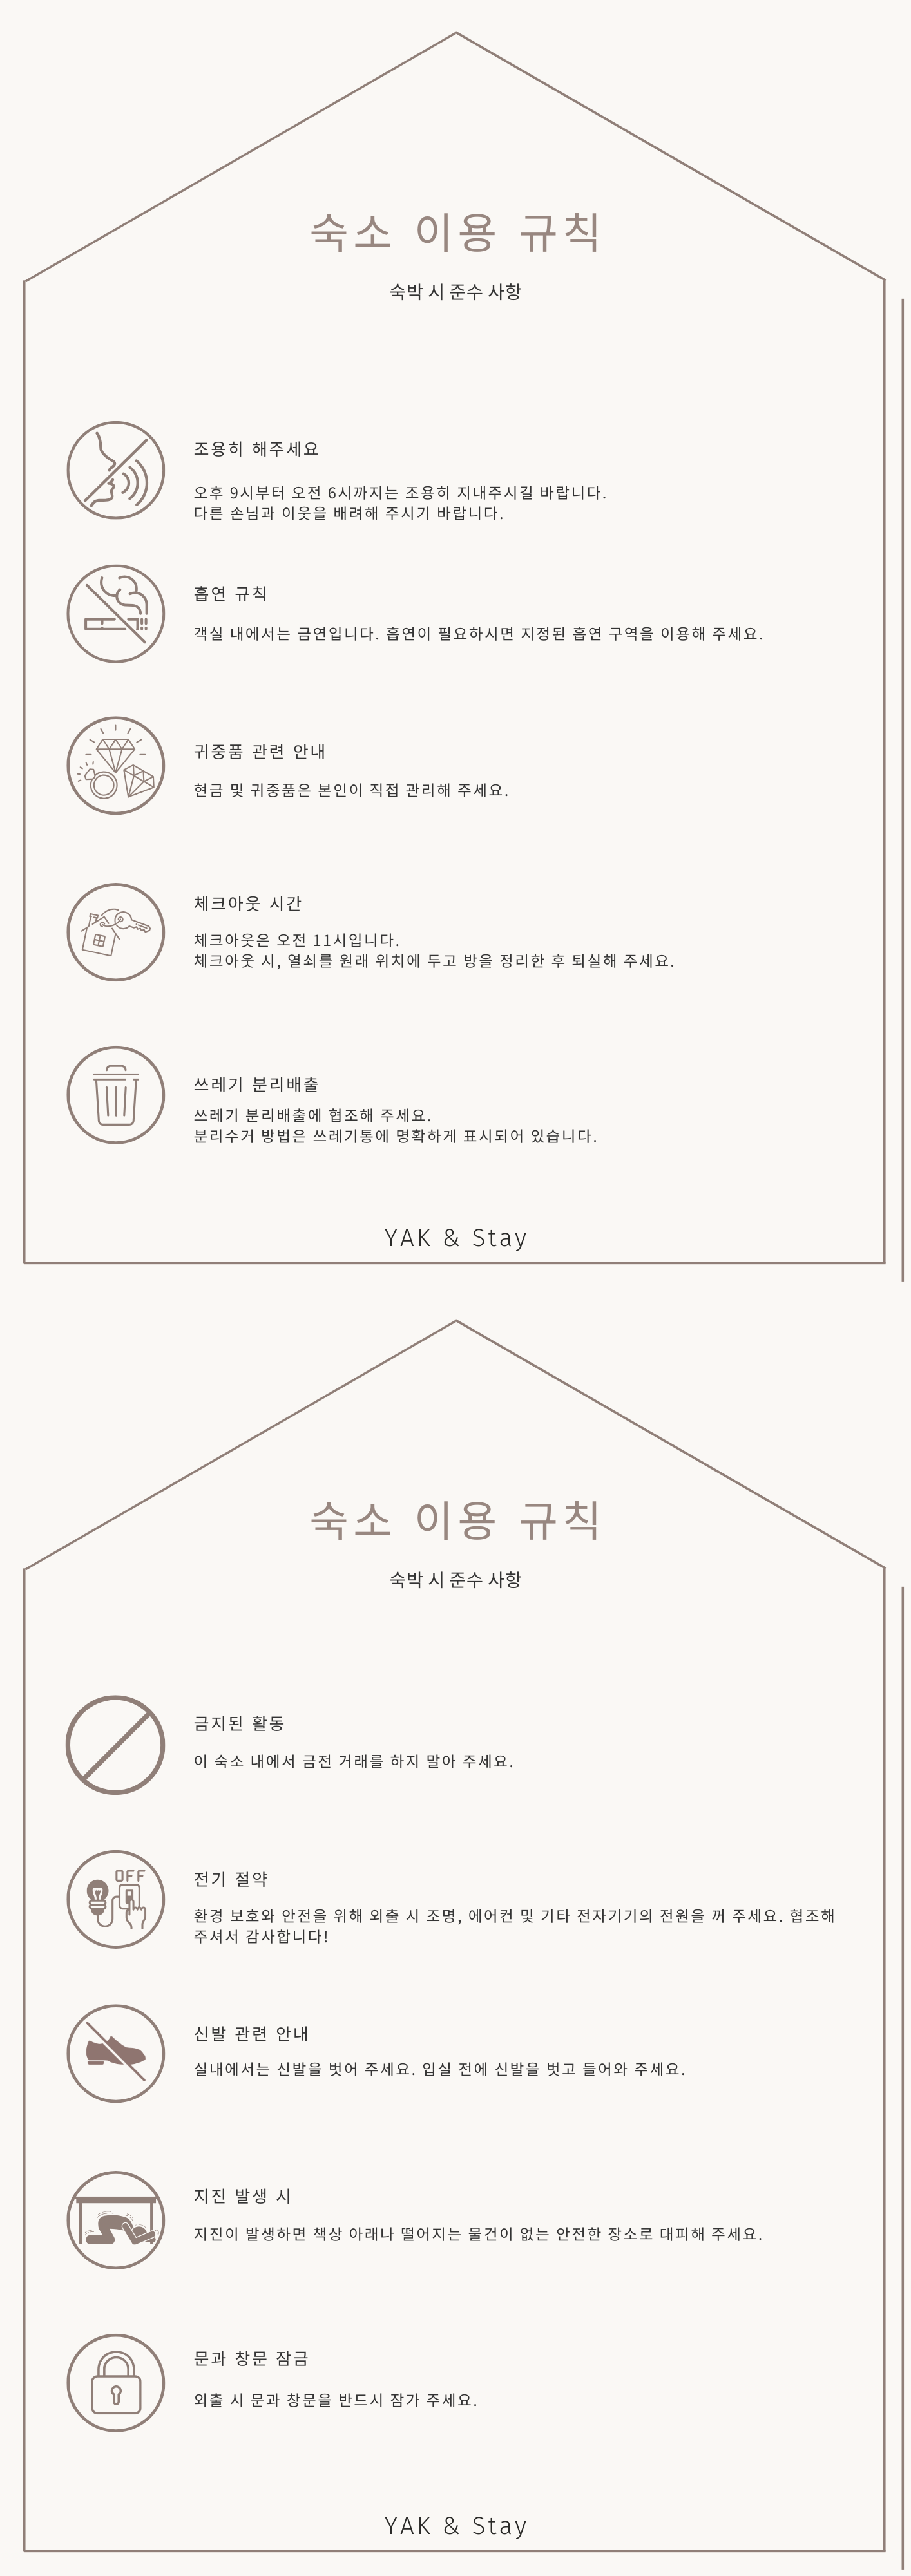 숙소 이용 규칙
숙박 시 준수 사항
조용히 해주세요
오후 9시부터 오전 6시까지는 조용히 지내주시길 바랍니다.
다른 손님과 이웃을 배려해 주시기 바랍니다.
흡연 규칙
객실 내에서는 금연입니다. 흡연이 필요하시면 지정된 흡연 구역을 이용해 주세요.
귀중품 관련 안내
현금 및 귀중품은 본인이 직접 관리해 주세요.
체크아웃 시간
체크아웃은 오전 11시입니다.
체크아웃 시, 열쇠를 원래 위치에 두고 방을 정리한 후 퇴실해 주세요.
쓰레기 분리배출
쓰레기 분리배출에 협조해 주세요.
분리수거 방법은 쓰레기통에 명확하게 표시되어 있습니다.
YAK & Stay
숙소 이용 규칙
숙박 시 준수 사항
금지된 활동
이 숙소 내에서 금전 거래를 하지 말아 주세요.
OFF
전기 절약
환경 보호와 안전을 위해 외출 시 조명, 에어컨 및 기타 전자기기의 전원을 꺼 주세요. 협조해
주셔서 감사합니다!
신발 관련 안내
실내에서는 신발을 벗어 주세요. 입실 전에 신발을 벗고 들어와 주세요.
지진 발생 시
지진이 발생하면 책상 아래나 떨어지는 물건이 없는 안전한 장소로 대피해 주세요.
문과 창문 잠금
외출 시 문과 창문을 반드시 잠가 주세요.
YAK & Stay